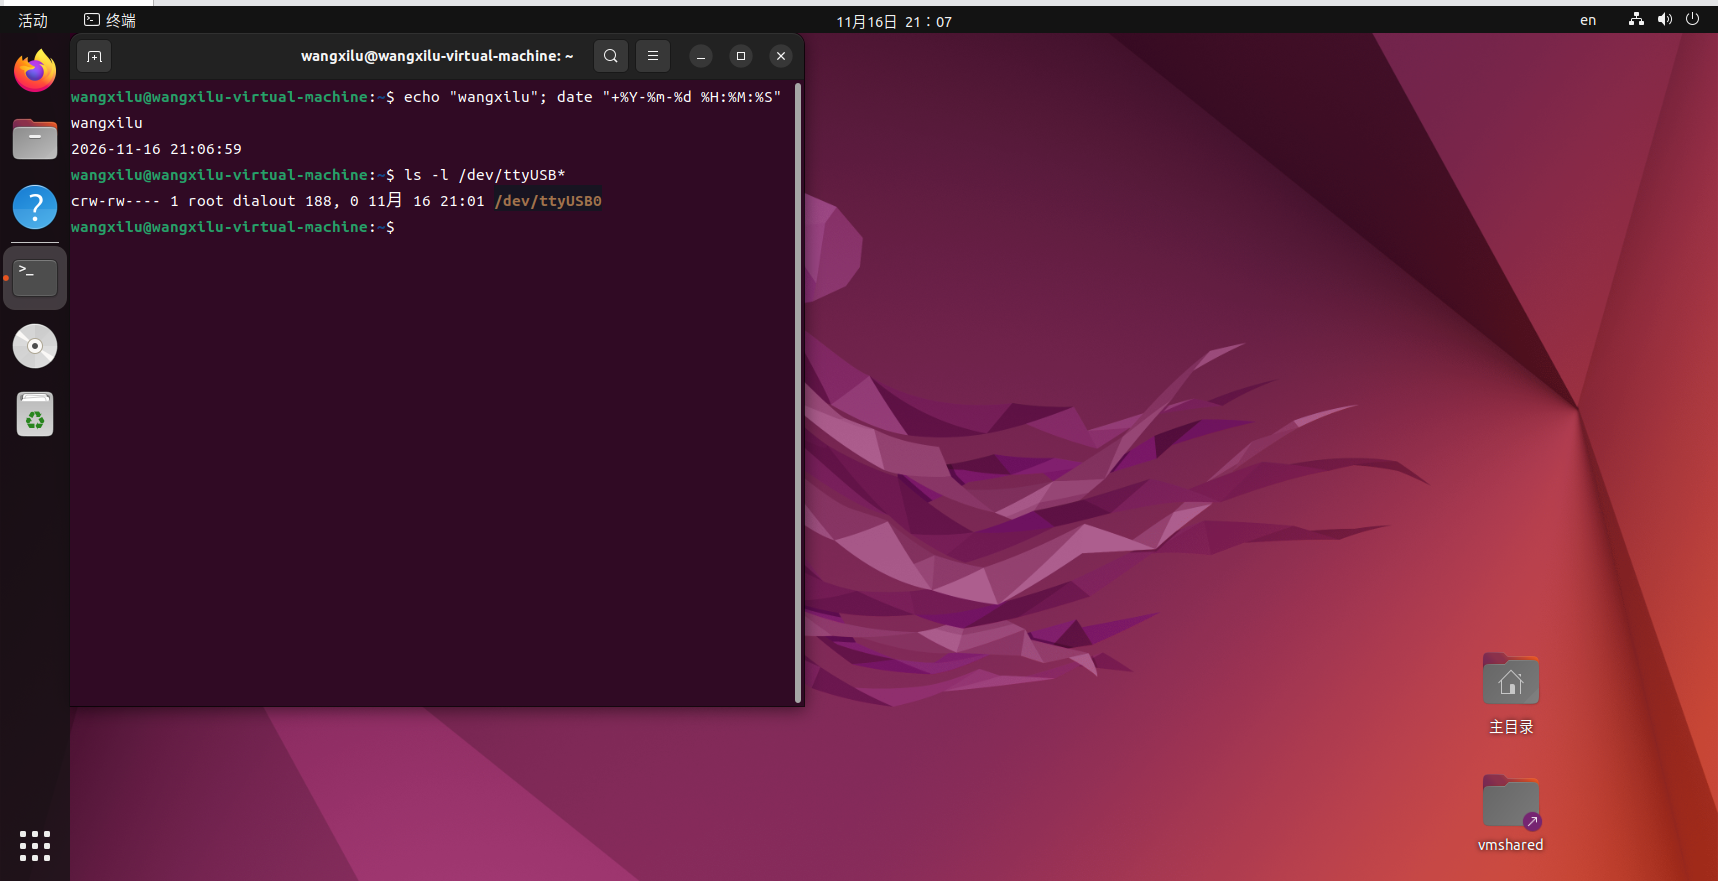 活动
终端
11月16日 21：07
en
wangxilu@wangxilu-virtual-machine: ~
wangxilu@wangxilu-virtual-machine:~$ echo "wangxilu"; date "+%Y-%m-%d %H:%M:%S"
wangxilu
2026-11-16 21:06:59
wangxilu@wangxilu-virtual-machine:~$ ls -l /dev/ttyUSB*
crw-rw---- 1 root dialout 188, 0 11月 16 21:01 /dev/ttyUSB0
wangxilu@wangxilu-virtual-machine:~$
主目录
vmshared